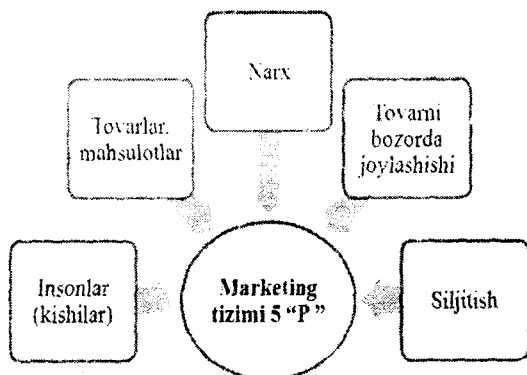 Narx
Tovarlar,
mahsulotlar
Tovarni
bozorda
joylashishi
Insonlar
(kishilar)
Marketing
tizimi 5 “P”
Siljitish